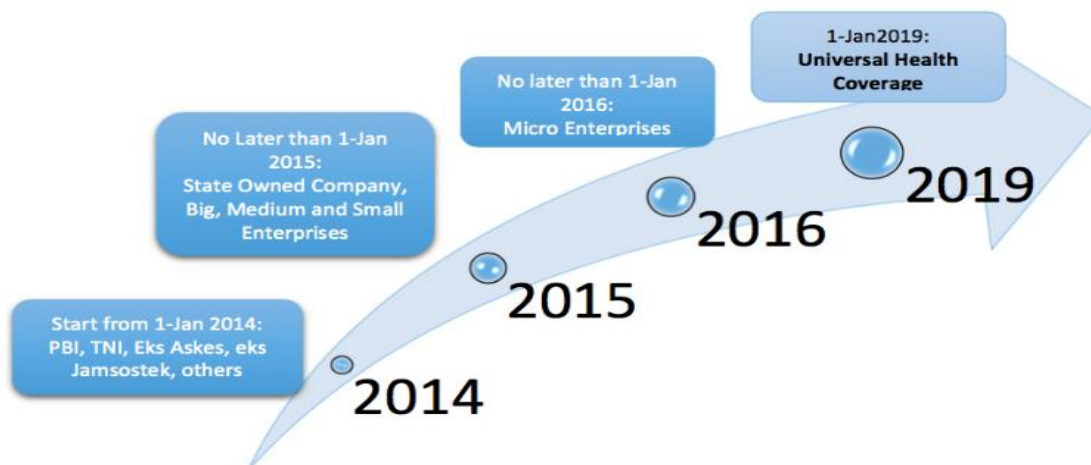 Start from 1-Jan 2014:
PBI, TNI, Eks Askes, eks
Jamsostek, others
2014
No Later than 1-Jan
2015:
State Owned Company,
Big, Medium and Small
Enterprises
2015
No later than 1-Jan
2016:
Micro Enterprises
2016
1-Jan2019:
Universal Health
Coverage
2019